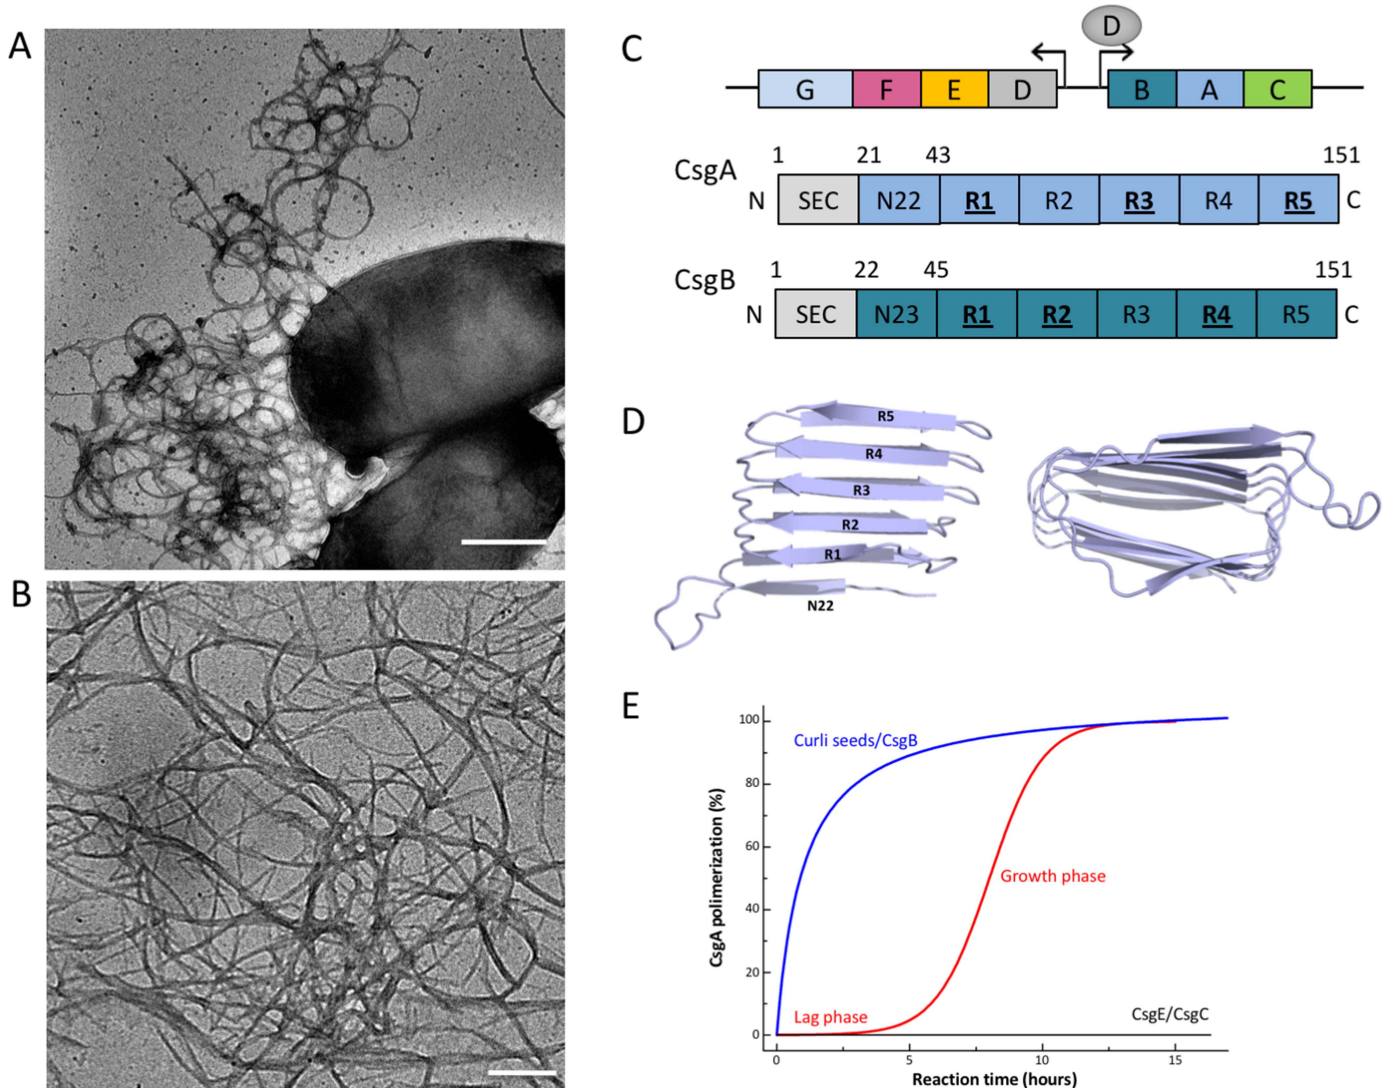 A
B
C
D
G F E D B A C
CsgA
1 21 43 151
N SEC N22 R1 R2 R3 R4 R5 C
CsgB
1 22 45 151
N SEC N23 R1 R2 R3 R4 R5 C
D
R5
R4
R3
R2
R1
N22
E
CsgA polimerization (%)
100
80
60
40
20
0
Curli seeds/CsgB
Growth phase
Lag phase
CsgE/CsgC
0 5 10 15
Reaction time (hours)